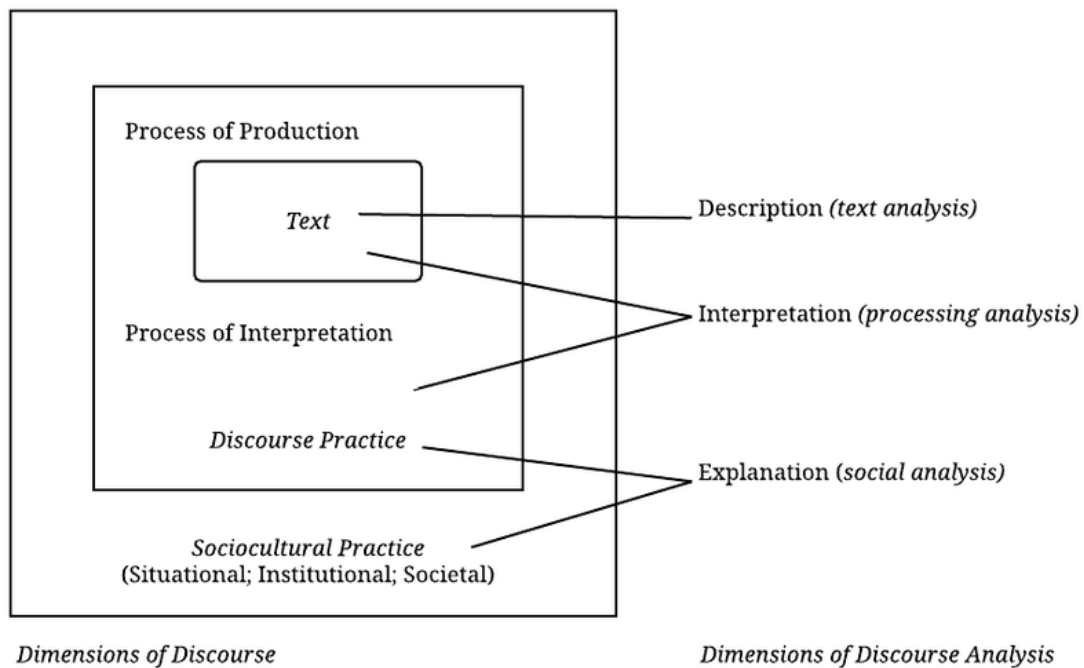 Process of Production
Text
Description (text analysis)
Interpretation (processing analysis)
Process of Interpretation
Discourse Practice
Explanation (social analysis)
Sociocultural Practice
(Situational; Institutional; Societal)
Dimensions of Discourse
Dimensions of Discourse Analysis